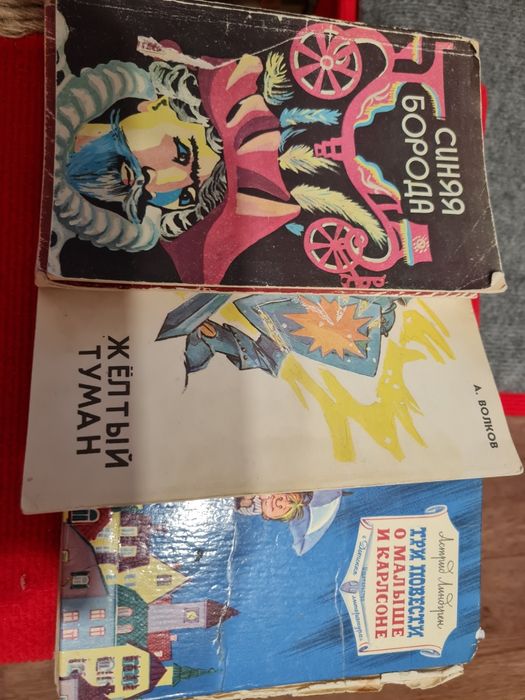 СИНЯЯ
БОРОДА
ЖЁЛТЫЙ
ТУМАН
А. ВОЛКОВ
Астрид Линдгрен
ТРИ ПОВЕСТИ
О МАЛЫШЕ
И КАРЛСОНЕ